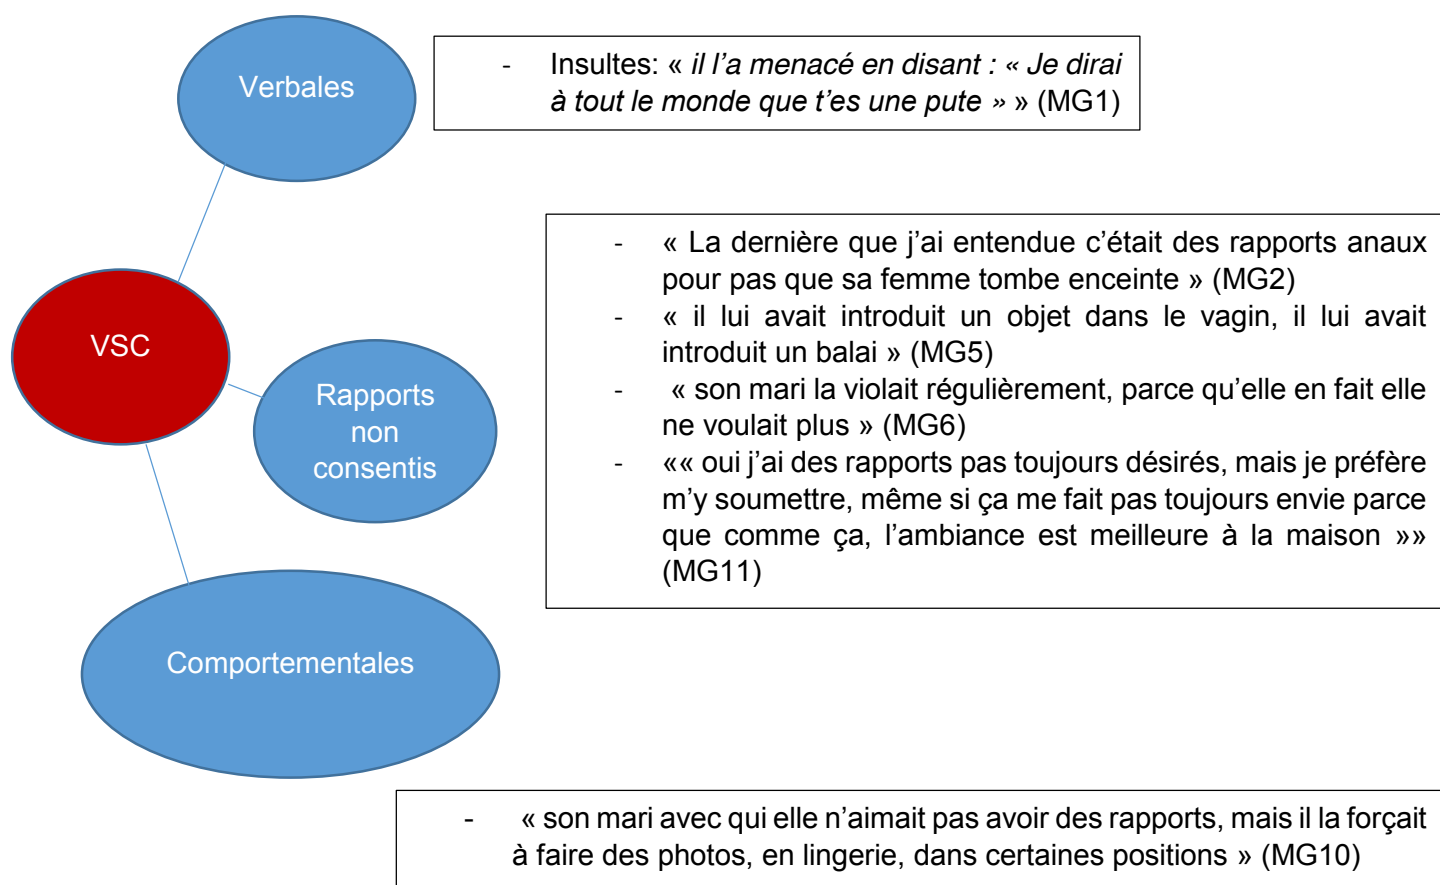 Verbales
- Insultes: « il l’a menacé en disant : « Je dirai
à tout le monde que t’es une pute » » (MG1)
VSC
Rapports
non
consentis
- « La dernière que j’ai entendue c’était des rapports anaux
pour pas que sa femme tombe enceinte » (MG2)
- « il lui avait introduit un objet dans le vagin, il lui avait
introduit un balai » (MG5)
- « son mari la violait régulièrement, parce qu’elle en fait elle
ne voulait plus » (MG6)
- «« oui j’ai des rapports pas toujours désirés, mais je préfère
m’y soumettre, même si ça me fait pas toujours envie parce
que comme ça, l’ambiance est meilleure à la maison »»
(MG11)
Comportementales
- « son mari avec qui elle n’aimait pas avoir des rapports, mais il la forçait
à faire des photos, en lingerie, dans certaines positions » (MG10)